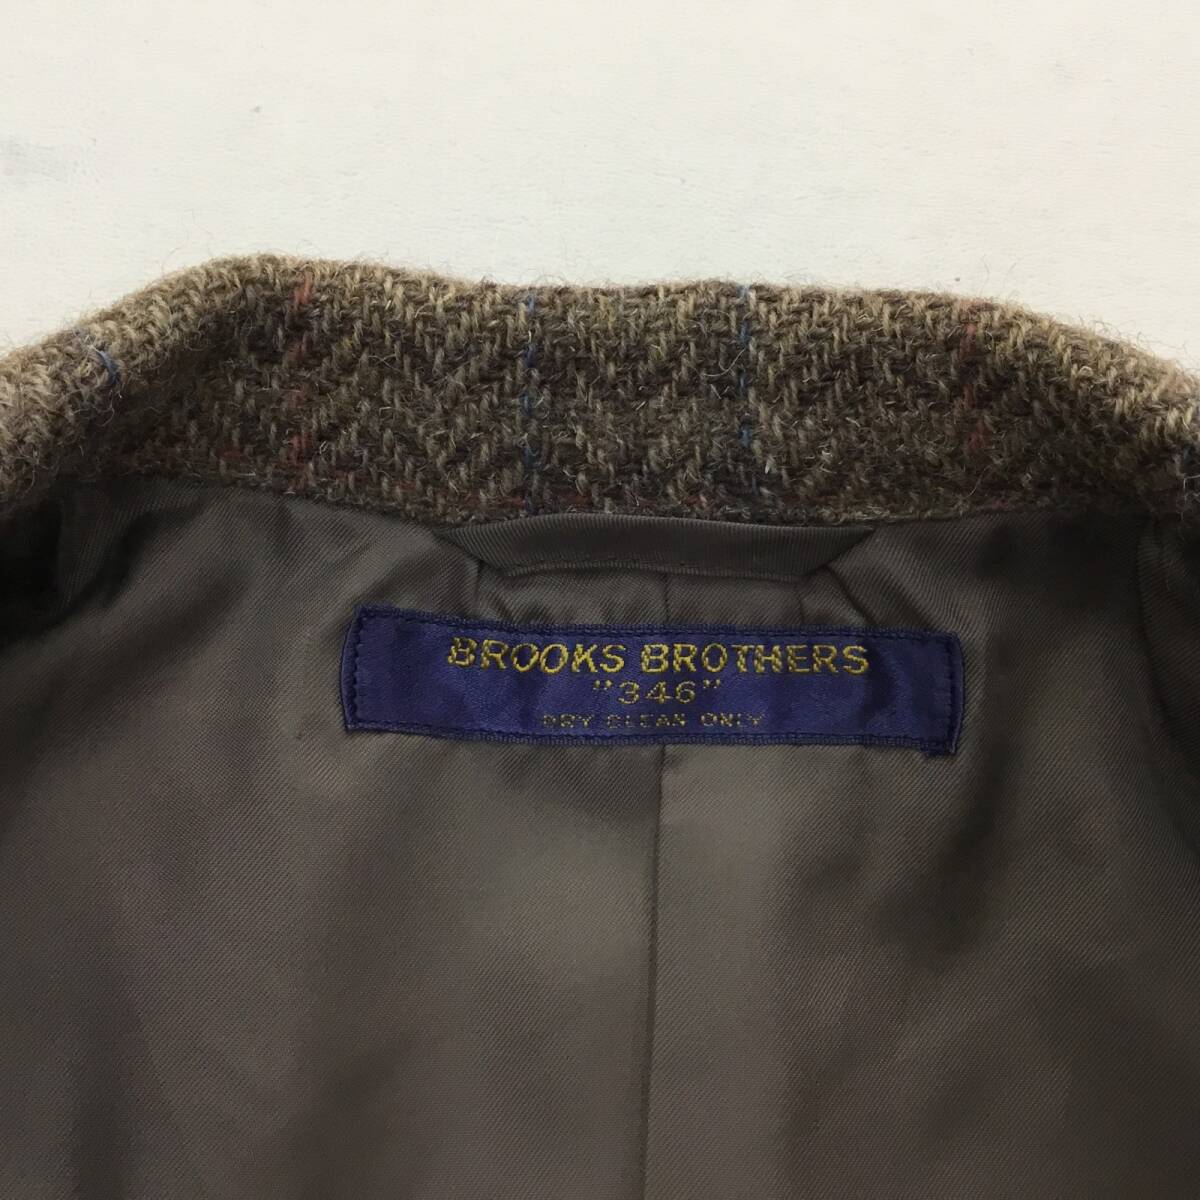 BROOKS BROTHERS
"346"
DRY CLEAN ONLY